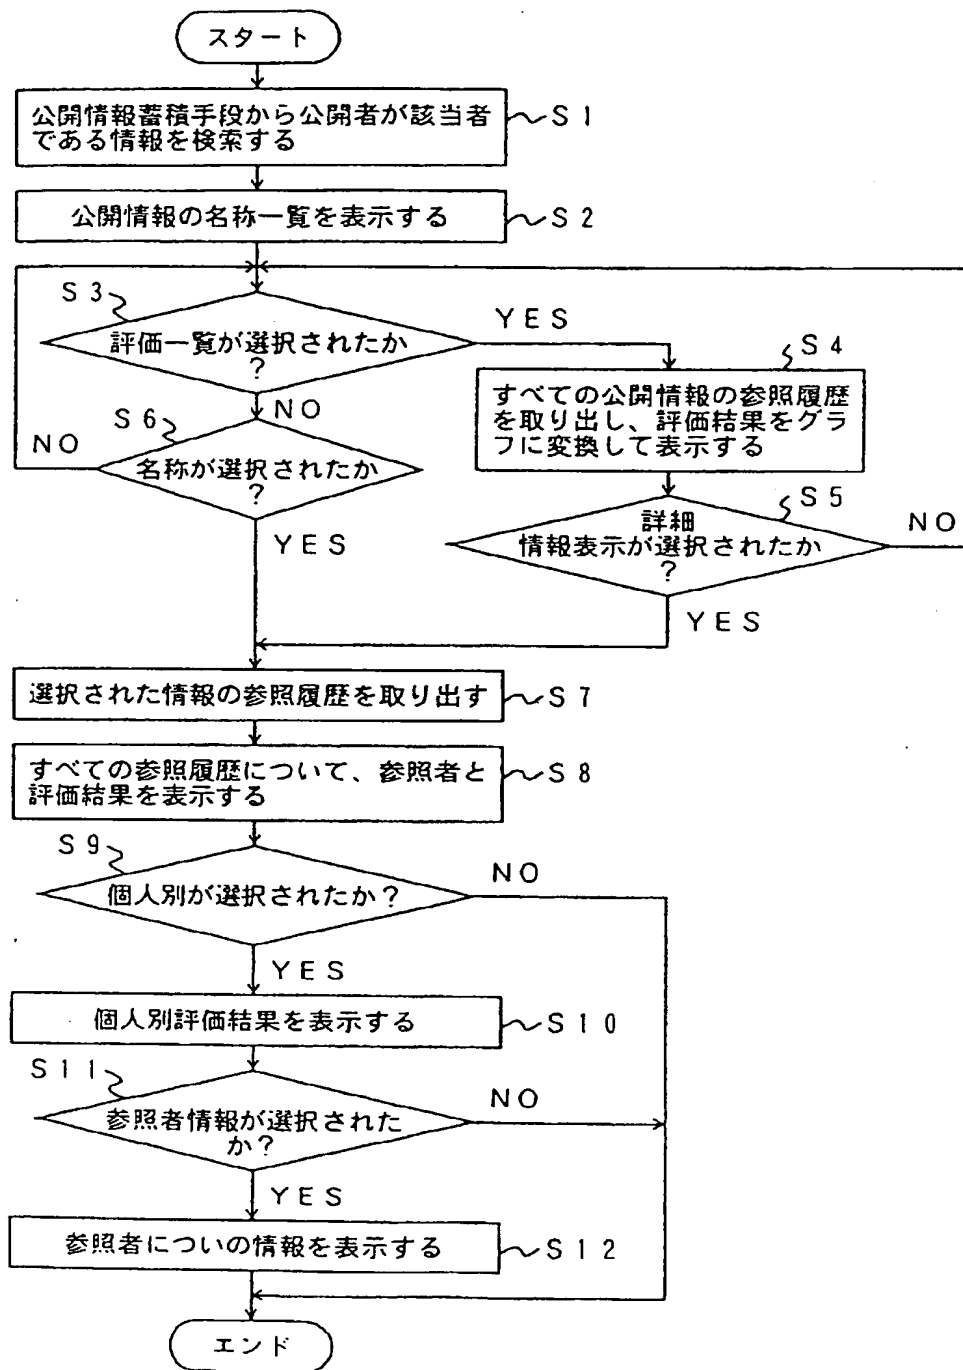 スタート
公開情報蓄積手段から公開者が該当者
である情報を検索する
S1
公開情報の名称一覧を表示する
S2
S3
評価一覧が選択されたか
?
YES
NO
S4
すべての公開情報の参照履歴
を取り出し、評価結果をグラ
フに変換して表示する
S5
詳細
情報表示が選択されたか
?
NO
YES
S6
NO
名称が選択されたか
?
YES
選択された情報の参照履歴を取り出す
S7
すべての参照履歴について、参照者と
評価結果を表示する
S8
S9
個人別が選択されたか?
NO
YES
個人別評価結果を表示する
S10
S11
参照者情報が選択された
か?
NO
YES
参照者についの情報を表示する
S12
エンド